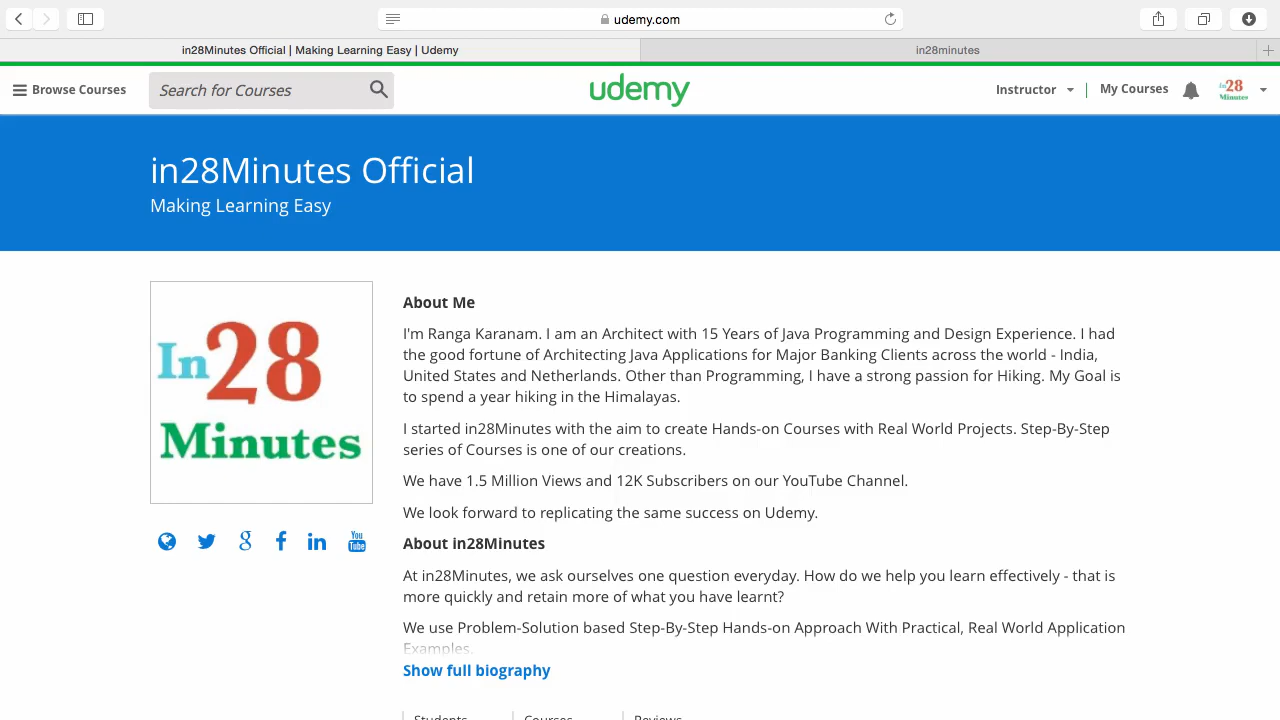 udemy.com
in28Minutes Official | Making Learning Easy | Udemy
in28minutes
Browse Courses
Search for Courses
udemy
Instructor
My Courses
In28
Minutes
in28Minutes Official
Making Learning Easy
In28
Minutes
You
Tube
About Me
I'm Ranga Karanam. I am an Architect with 15 Years of Java Programming and Design Experience. I had
the good fortune of Architecting Java Applications for Major Banking Clients across the world - India,
United States and Netherlands. Other than Programming, I have a strong passion for Hiking. My Goal is
to spend a year hiking in the Himalayas.
I started in28Minutes with the aim to create Hands-on Courses with Real World Projects. Step-By-Step
series of Courses is one of our creations.
We have 1.5 Million Views and 12K Subscribers on our YouTube Channel.
We look forward to replicating the same success on Udemy.
About in28Minutes
At in28Minutes, we ask ourselves one question everyday. How do we help you learn effectively - that is
more quickly and retain more of what you have learnt?
We use Problem-Solution based Step-By-Step Hands-on Approach With Practical, Real World Application
Examples.
Show full biography
Students
Courses
Reviews